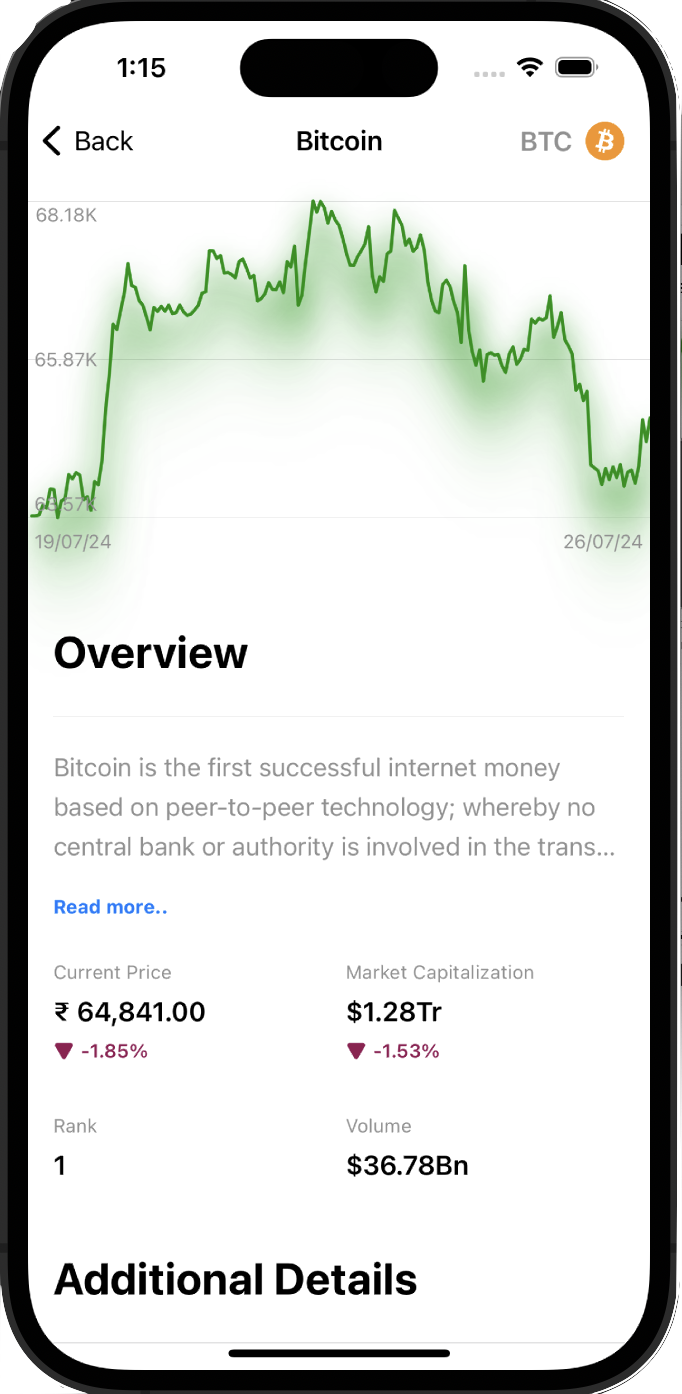 1:15
Back
Bitcoin
BTC
68.18K
65.87K
63.57K
19/07/24
26/07/24
Overview
Bitcoin is the first successful internet money
based on peer-to-peer technology; whereby no
central bank or authority is involved in the trans...
Read more..
Current Price
Market Capitalization
₹ 64,841.00
$1.28Tr
-1.85%
-1.53%
Rank
Volume
1
$36.78Bn
Additional Details